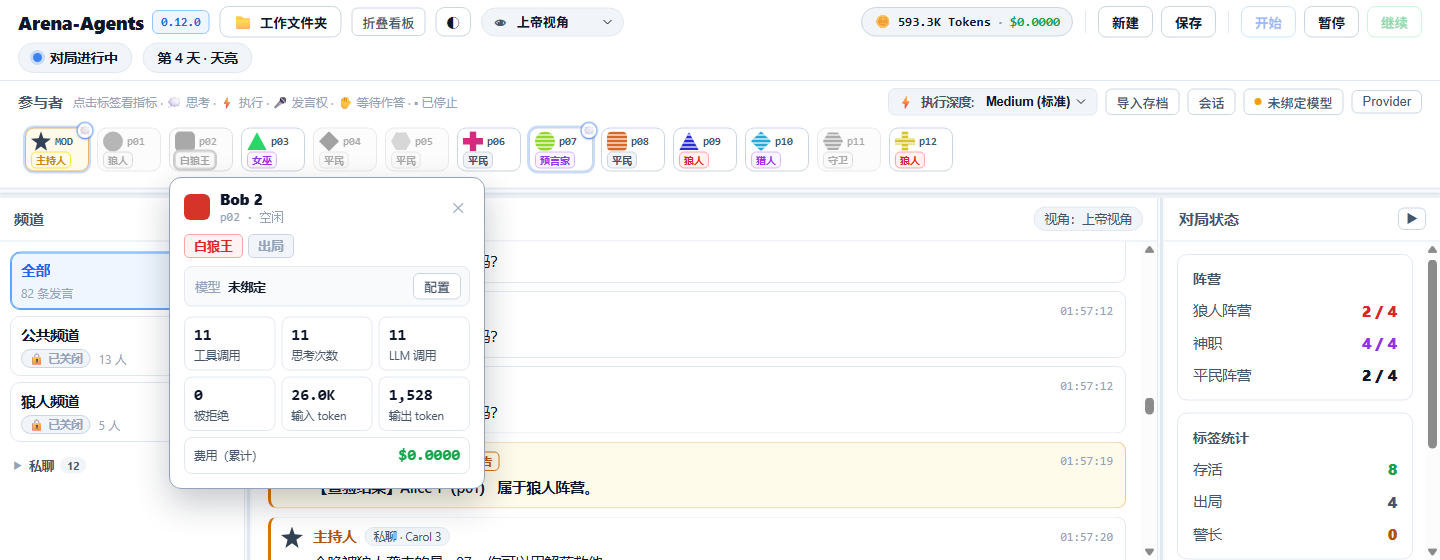 Arena-Agents 0.12.0 工作文件夹 折叠看板 上帝视角 593.3K Tokens · $0.0000 新建 保存 开始 暂停 继续
对局进行中 第 4 天 · 天亮
参与者 点击标签看指标 · 思考 · 执行 · 发言权 · 等待作答 · 已停止 执行深度: Medium (标准) 导入存档 会话 未绑定模型 Provider
MOD p01 p02 p03 p04 p05 p06 p07 p08 p09 p10 p11 p12
主持人 狼人 白狼王 女巫 平民 平民 平民 预言家 平民 狼人 猎人 守卫 狼人
Bob 2
p02 · 空闲
白狼王 出局
模型 未绑定 配置
11 11 11
工具调用 思考次数 LLM 调用
0 26.0K 1,528
被拒绝 输入 token 输出 token
费用 (累计) $0.0000
频道
全部
82 条发言
公共频道
已关闭 13 人
狼人频道
已关闭 5 人
私聊 12
视角: 上帝视角
吗?
01:57:12
吗?
01:57:12
吗?
01:57:19
属于狼人阵营。
主持人 私聊 · Carol 3 01:57:20
对局状态
阵营
狼人阵营 2 / 4
神职 4 / 4
平民阵营 2 / 4
标签统计
存活 8
出局 4
警长 0